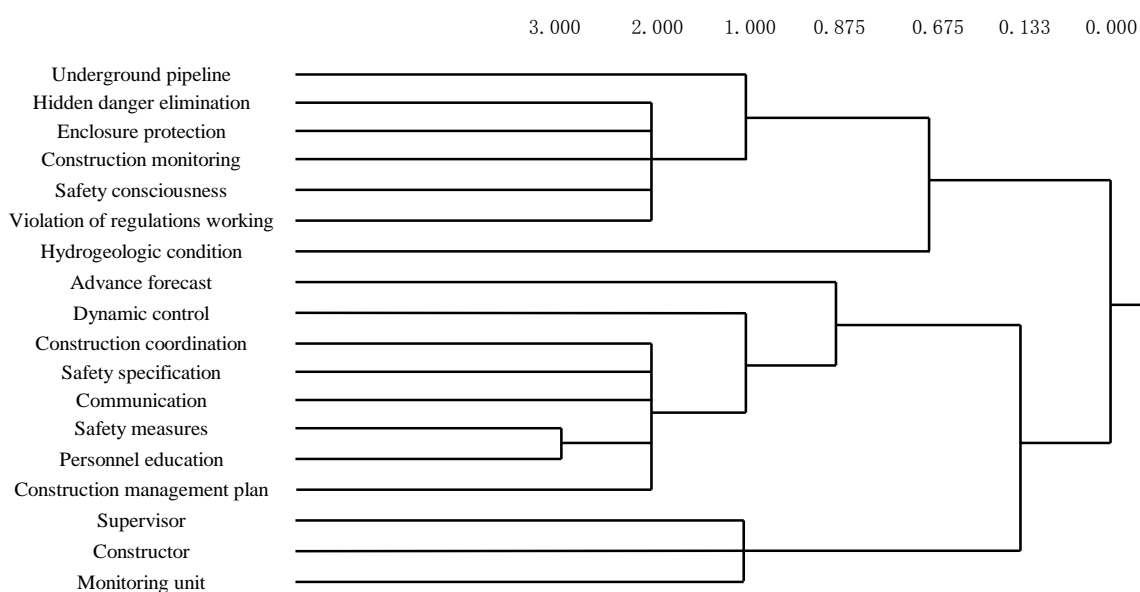 3.000 2.000 1.000 0.875 0.675 0.133 0.000
Underground pipeline
Hidden danger elimination
Enclosure protection
Construction monitoring
Safety consciousness
Violation of regulations working
Hydrogeologic condition
Advance forecast
Dynamic control
Construction coordination
Safety specification
Communication
Safety measures
Personnel education
Construction management plan
Supervisor
Constructor
Monitoring unit